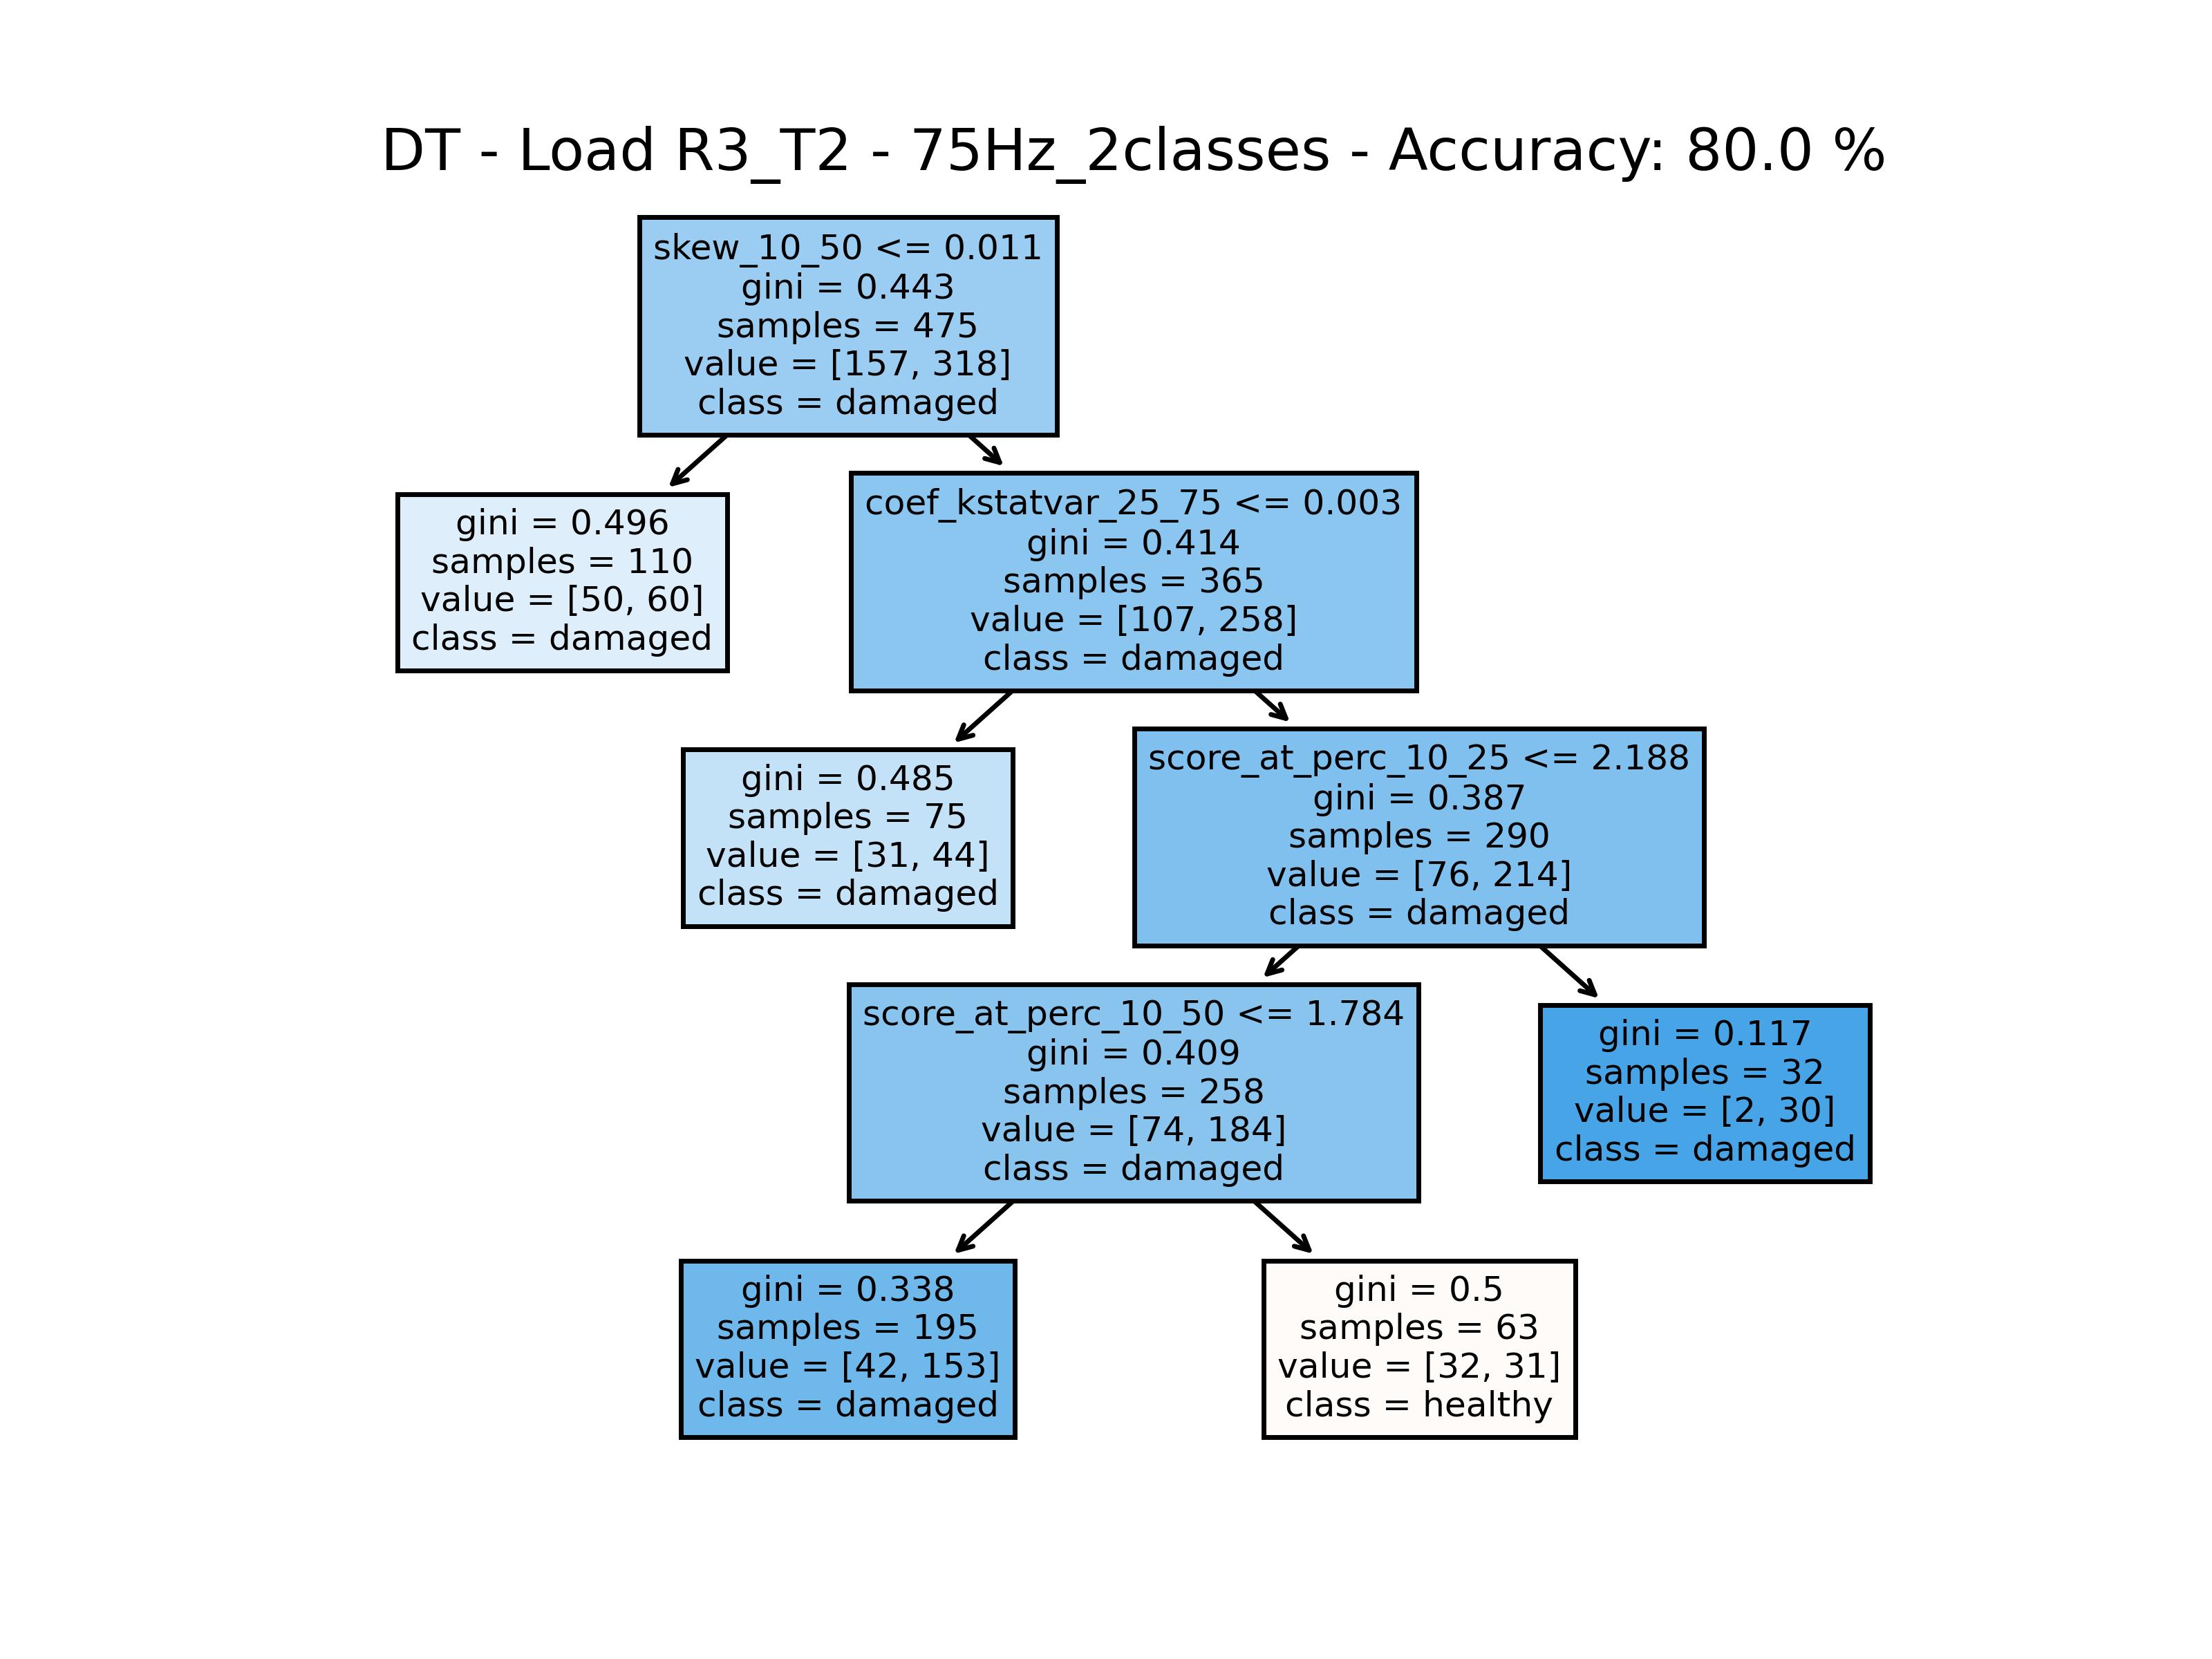 DT - Load R3_T2 - 75Hz_2classes - Accuracy: 80.0 %
skew_10_50 <= 0.011
gini = 0.443
samples = 475
value = [157, 318]
class = damaged
gini = 0.496
samples = 110
value = [50, 60]
class = damaged
coef_kstatvar_25_75 <= 0.003
gini = 0.414
samples = 365
value = [107, 258]
class = damaged
gini = 0.485
samples = 75
value = [31, 44]
class = damaged
score_at_perc_10_25 <= 2.188
gini = 0.387
samples = 290
value = [76, 214]
class = damaged
score_at_perc_10_50 <= 1.784
gini = 0.409
samples = 258
value = [74, 184]
class = damaged
gini = 0.117
samples = 32
value = [2, 30]
class = damaged
gini = 0.338
samples = 195
value = [42, 153]
class = damaged
gini = 0.5
samples = 63
value = [32, 31]
class = healthy